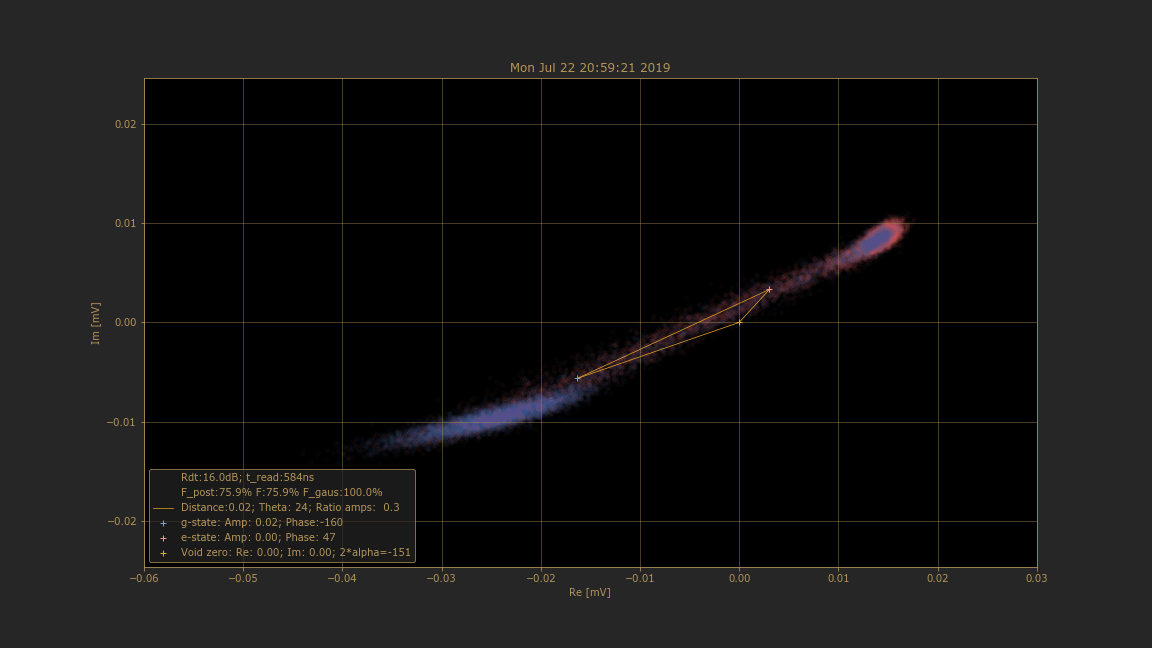 Mon Jul 22 20:59:21 2019
Im [mV]
0.02
0.01
0.00
−0.01
−0.02
Rdt:16.0dB; t_read:584ns
F_post:75.9% F:75.9% F_gaus:100.0%
Distance:0.02; Theta: 24; Ratio amps:  0.3
g-state: Amp: 0.02; Phase:-160
e-state: Amp: 0.00; Phase: 47
Void zero: Re: 0.00; Im: 0.00; 2*alpha=-151
−0.06 −0.05 −0.04 −0.03 −0.02 −0.01 0.00 0.01 0.02 0.03
Re [mV]